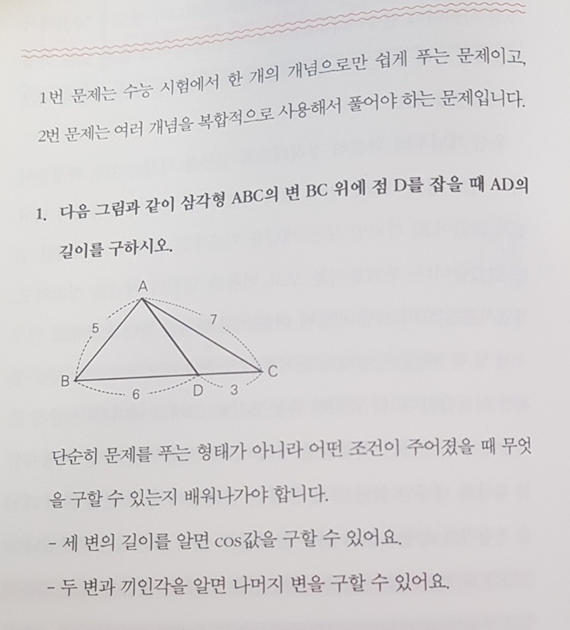 1번 문제는 수능 시험에서 한 개의 개념으로만 쉽게 푸는 문제이고,
2번 문제는 여러 개념을 복합적으로 사용해서 풀어야 하는 문제입니다.
1. 다음 그림과 같이 삼각형 ABC의 변 BC 위에 점 D를 잡을 때 AD의
길이를 구하시오.
A
5
7
B
6
D
3
C
단순히 문제를 푸는 형태가 아니라 어떤 조건이 주어졌을 때 무엇
을 구할 수 있는지 배워나가야 합니다.
- 세 변의 길이를 알면 cos값을 구할 수 있어요.
- 두 변과 끼인각을 알면 나머지 변을 구할 수 있어요.